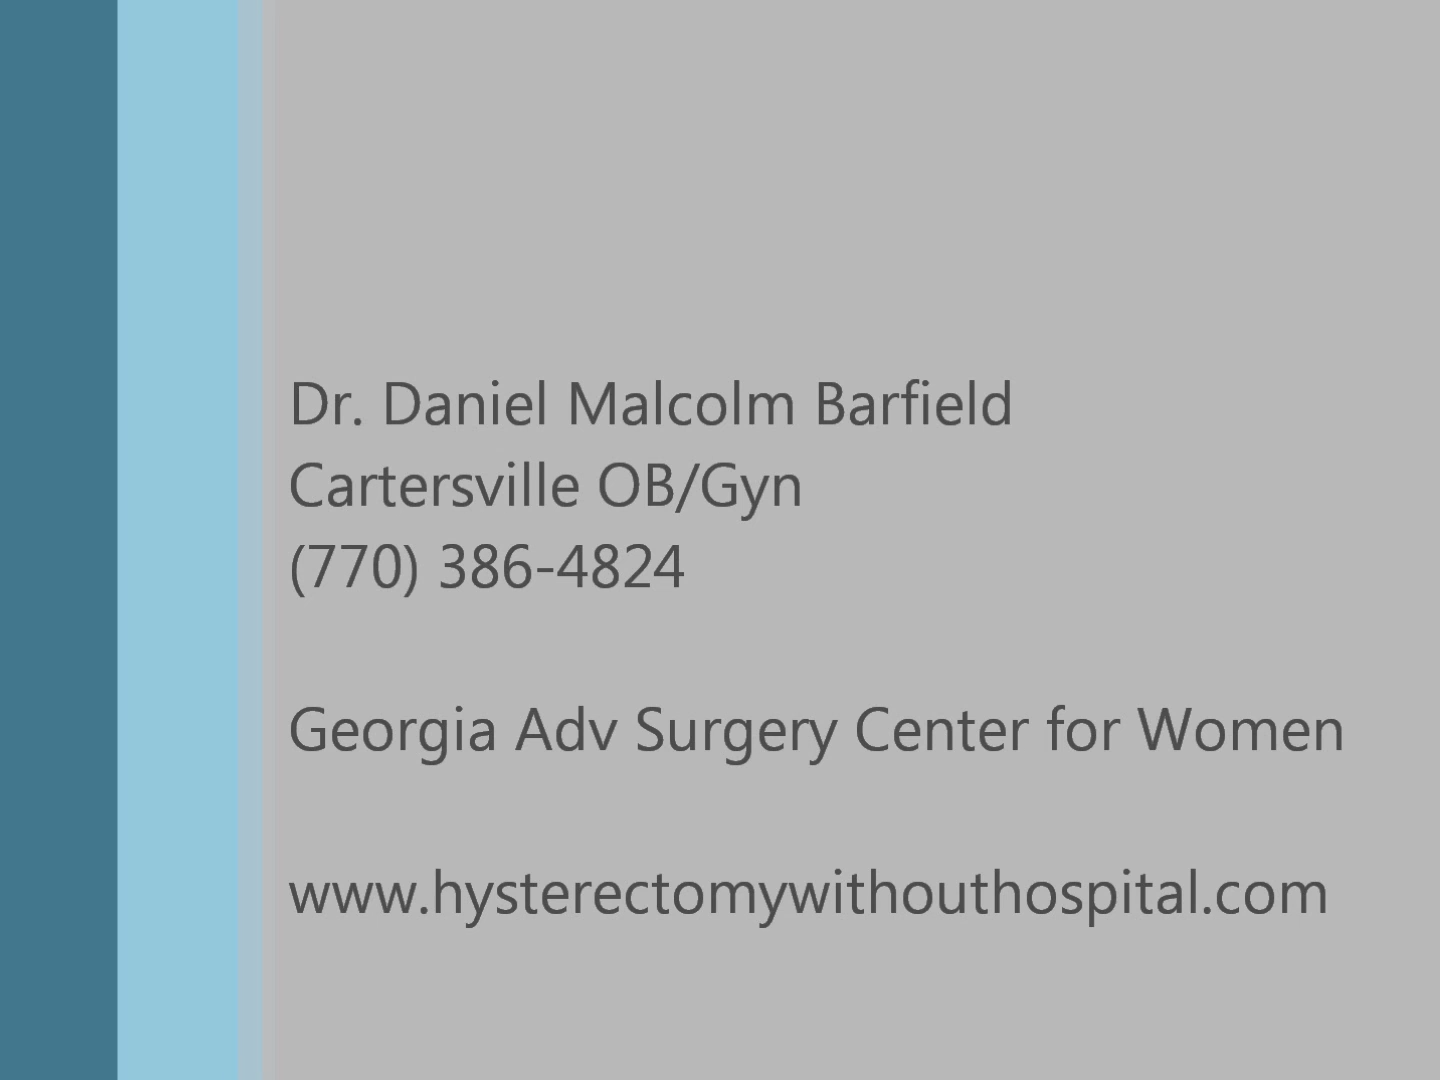 Dr. Daniel Malcolm Barfield
Cartersville OB/Gyn
(770) 386-4824
Georgia Adv Surgery Center for Women
www.hysterectomywithouthospital.com